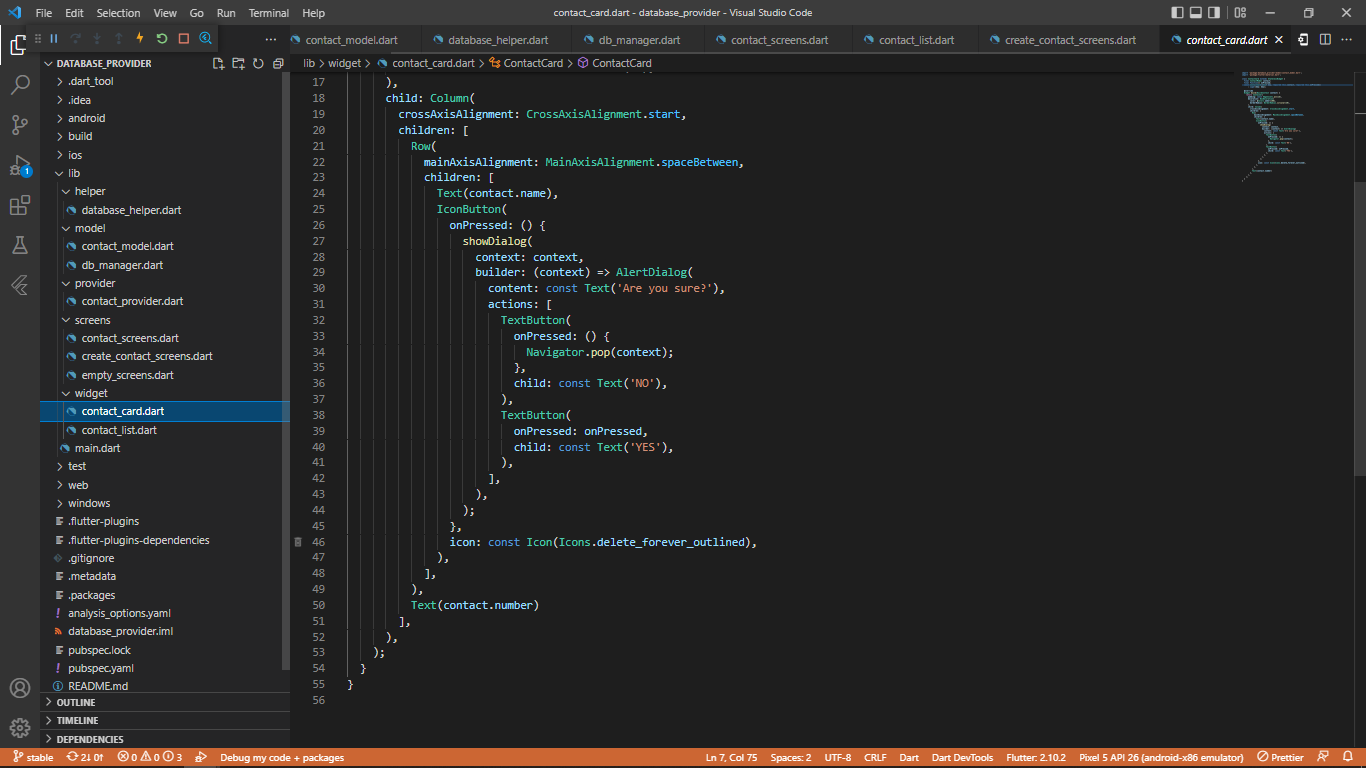 File Edit Selection View Go Run Terminal Help
contact_card.dart - database_provider - Visual Studio Code
contact_model.dart database_helper.dart db_manager.dart contact_screens.dart contact_list.dart create_contact_screens.dart contact_card.dart
lib > widget > contact_card.dart > ContactCard > ContactCard
DATABASE_PROVIDER
.dart_tool
.idea
android
build
ios
lib
helper
database_helper.dart
model
contact_model.dart
db_manager.dart
provider
contact_provider.dart
screens
contact_screens.dart
create_contact_screens.dart
empty_screens.dart
widget
contact_card.dart
contact_list.dart
main.dart
test
web
windows
.flutter-plugins
.flutter-plugins-dependencies
.gitignore
.metadata
.packages
analysis_options.yaml
database_provider.iml
pubspec.lock
pubspec.yaml
README.md
OUTLINE
TIMELINE
DEPENDENCIES
1
17 ),
18 child: Column(
19 crossAxisAlignment: CrossAxisAlignment.start,
20 children: [
21 Row(
22 mainAxisAlignment: MainAxisAlignment.spaceBetween,
23 children: [
24 Text(contact.name),
25 IconButton(
26 onPressed: () {
27 showDialog(
28 context: context,
29 builder: (context) => AlertDialog(
30 content: const Text('Are you sure?'),
31 actions: [
32 TextButton(
33 onPressed: () {
34 Navigator.pop(context);
35 },
36 child: const Text('NO'),
37 ),
38 TextButton(
39 onPressed: onPressed,
40 child: const Text('YES'),
41 ),
42 ],
43 ),
44 );
45 },
46 icon: const Icon(Icons.delete_forever_outlined),
47 ),
48 ],
49 ),
50 Text(contact.number)
51 ],
52 ),
53 );
54 }
55 }
56
stable 2↓ 0↑ 0 0 3 Debug my code + packages Ln 7, Col 75 Spaces: 2 UTF-8 CRLF Dart Dart DevTools Flutter: 2.10.2 Pixel 5 API 26 (android-x86 emulator) Prettier